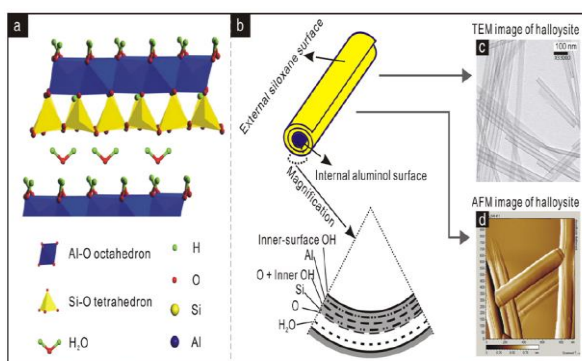 a
Al-O octahedron
Si-O tetrahedron
H₂O
H
O
Si
Al
b
External siloxane surface
Internal aluminol surface
Magnification
Inner-surface OH
Al
O + Inner OH
Si
O
H₂O
TEM image of halloysite
c
100 nm
AFM image of halloysite
d